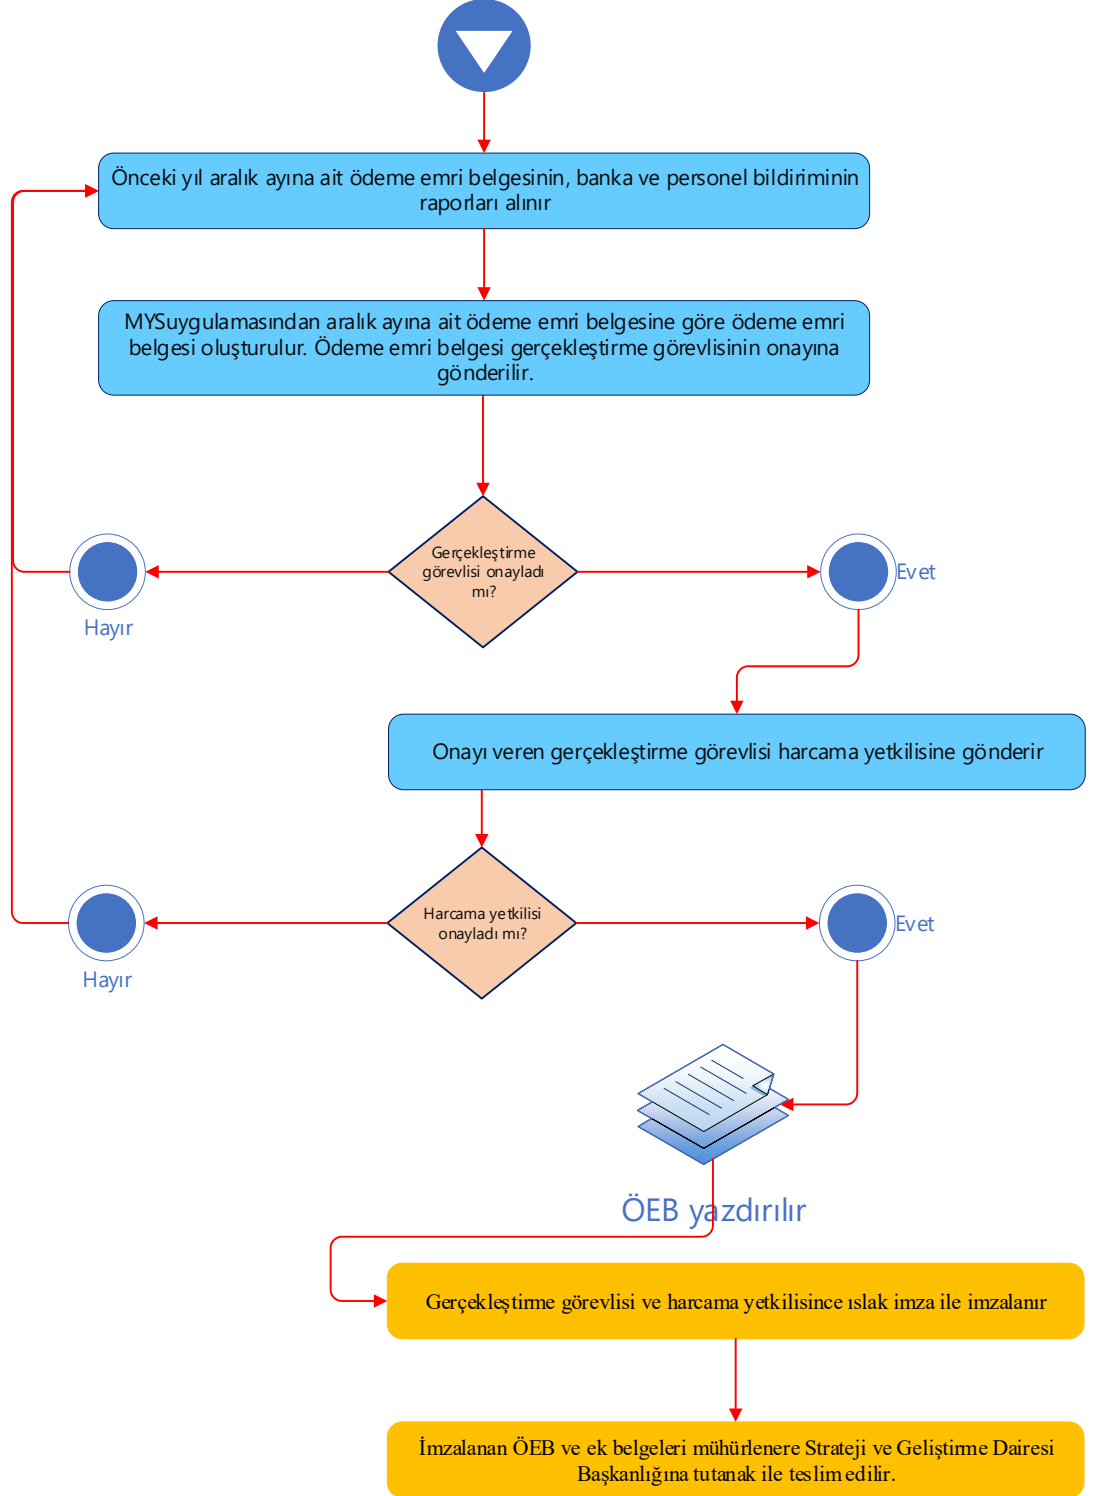 Önceki yıl aralık ayına ait ödeme emri belgesinin, banka ve personel bildiriminin
raporları alınır
MYSuygulamasından aralık ayına ait ödeme emri belgesine göre ödeme emri
belgesi oluşturulur. Ödeme emri belgesi gerçekleştirme görevlisinin onayına
gönderilir.
Gerçekleştirme
görevlisi onayladı
mı?
Evet
Hayır
Onayı veren gerçekleştirme görevlisi harcama yetkilisine gönderir
Harcama yetkilisi
onayladı mı?
Evet
Hayır
ÖEB yazdırılır
Gerçekleştirme görevlisi ve harcama yetkilisince ıslak imza ile imzalanır
İmzalanan ÖEB ve ek belgeleri mühürlenere Strateji ve Geliştirme Dairesi
Başkanlığına tutanak ile teslim edilir.